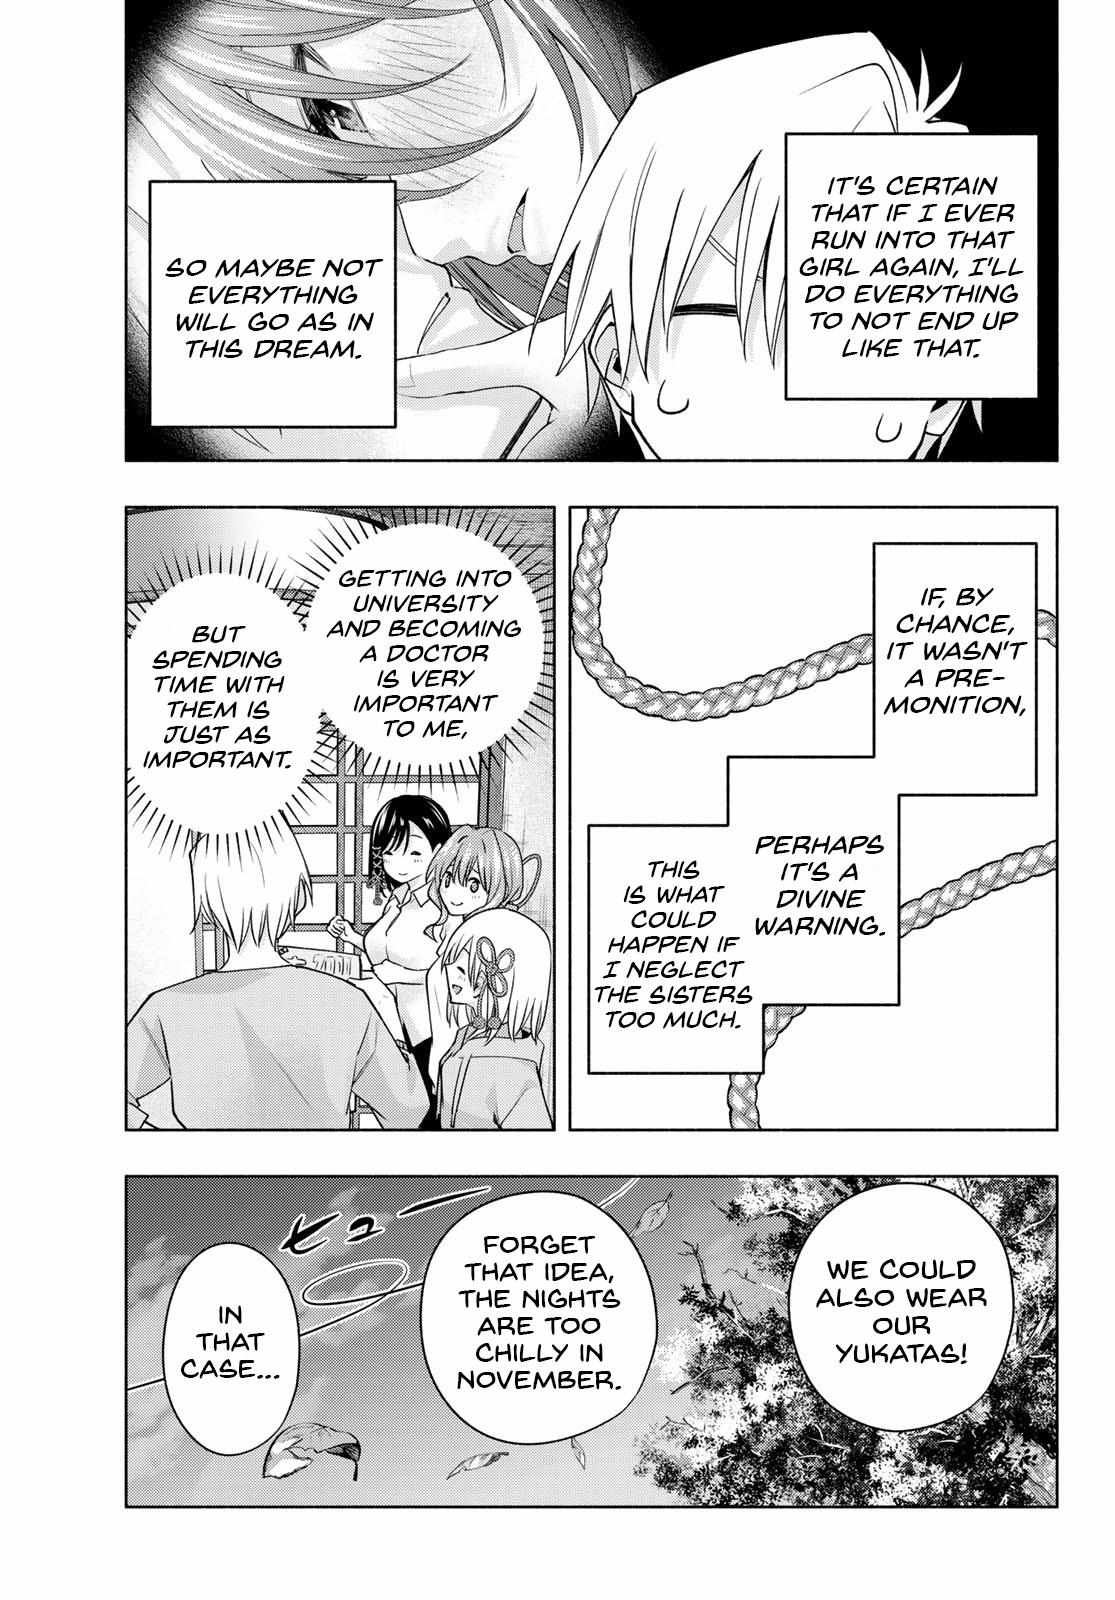 IT'S CERTAIN
THAT IF I EVER
RUN INTO THAT
GIRL AGAIN, I'LL
DO EVERYTHING
TO NOT END UP
LIKE THAT.
SO MAYBE NOT
EVERYTHING
WILL GO AS IN
THIS DREAM.
IF, BY
CHANCE,
IT WASN'T
A PRE-
MONITION,
PERHAPS
IT'S A
DIVINE
WARNING.
THIS
IS WHAT
COULD
HAPPEN IF
I NEGLECT
THE SISTERS
TOO MUCH.
GETTING INTO
UNIVERSITY
AND BECOMING
A DOCTOR
IS VERY
IMPORTANT
TO ME,
BUT
SPENDING
TIME WITH
THEM IS
JUST AS
IMPORTANT.
WE COULD
ALSO WEAR
OUR
YUKATAS!
FORGET
THAT IDEA,
THE NIGHTS
ARE TOO
CHILLY IN
NOVEMBER.
ヒュー
IN
THAT
CASE...